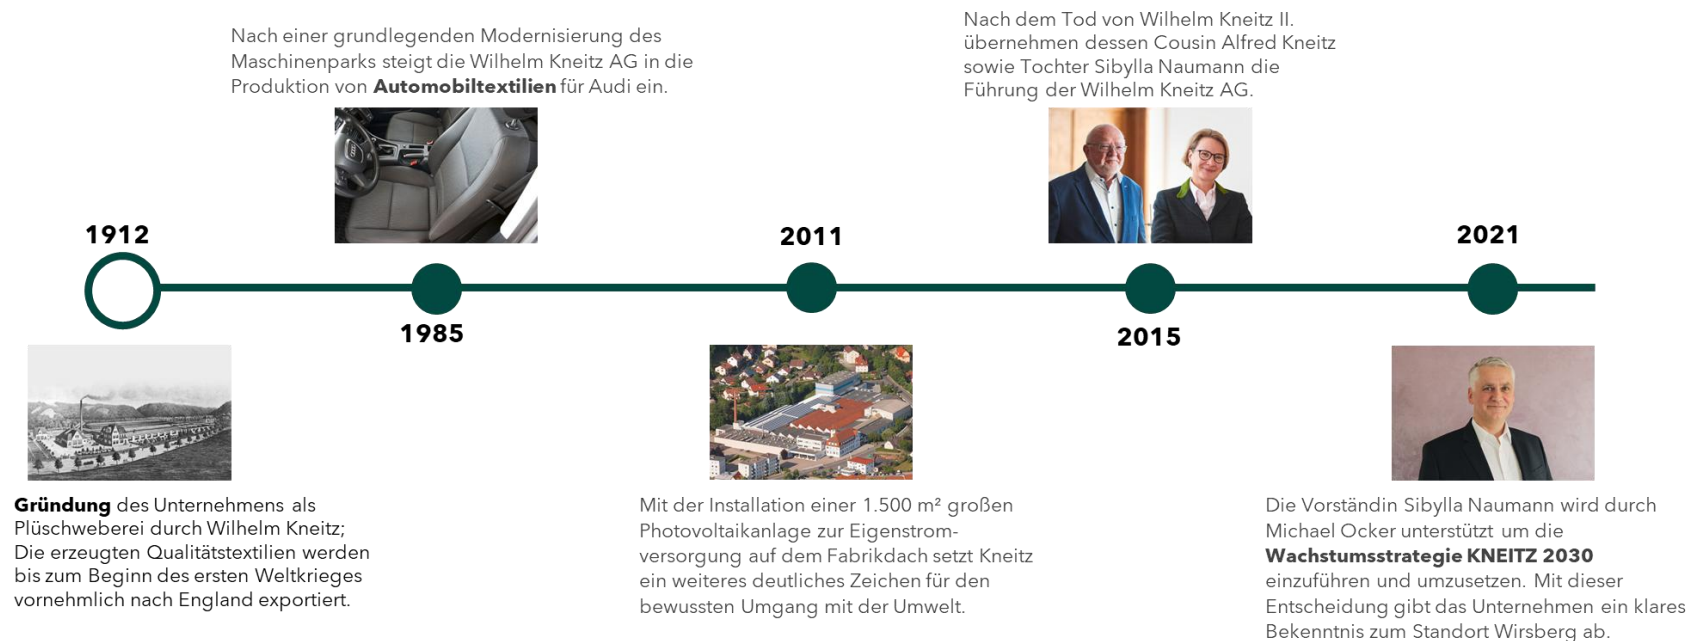 Nach einer grundlegenden Modernisierung des
Maschinenparks steigt die Wilhelm Kneitz AG in die
Produktion von Automobiltextilien für Audi ein.
Nach dem Tod von Wilhelm Kneitz II.
übernehmen dessen Cousin Alfred Kneitz
sowie Tochter Sibylla Naumann die
Führung der Wilhelm Kneitz AG.
1912
2011
2021
1985
2015
Gründung des Unternehmens als
Plüschweberei durch Wilhelm Kneitz;
Die erzeugten Qualitätstextilien werden
bis zum Beginn des ersten Weltkrieges
vornehmlich nach England exportiert.
Mit der Installation einer 1.500 m² großen
Photovoltaikanlage zur Eigenstrom-
versorgung auf dem Fabrikdach setzt Kneitz
ein weiteres deutliches Zeichen für den
bewussten Umgang mit der Umwelt.
Die Vorständin Sibylla Naumann wird durch
Michael Ocker unterstützt um die
Wachstumsstrategie KNEITZ 2030
einzuführen und umzusetzen. Mit dieser
Entscheidung gibt das Unternehmen ein klares
Bekenntnis zum Standort Wirsberg ab.